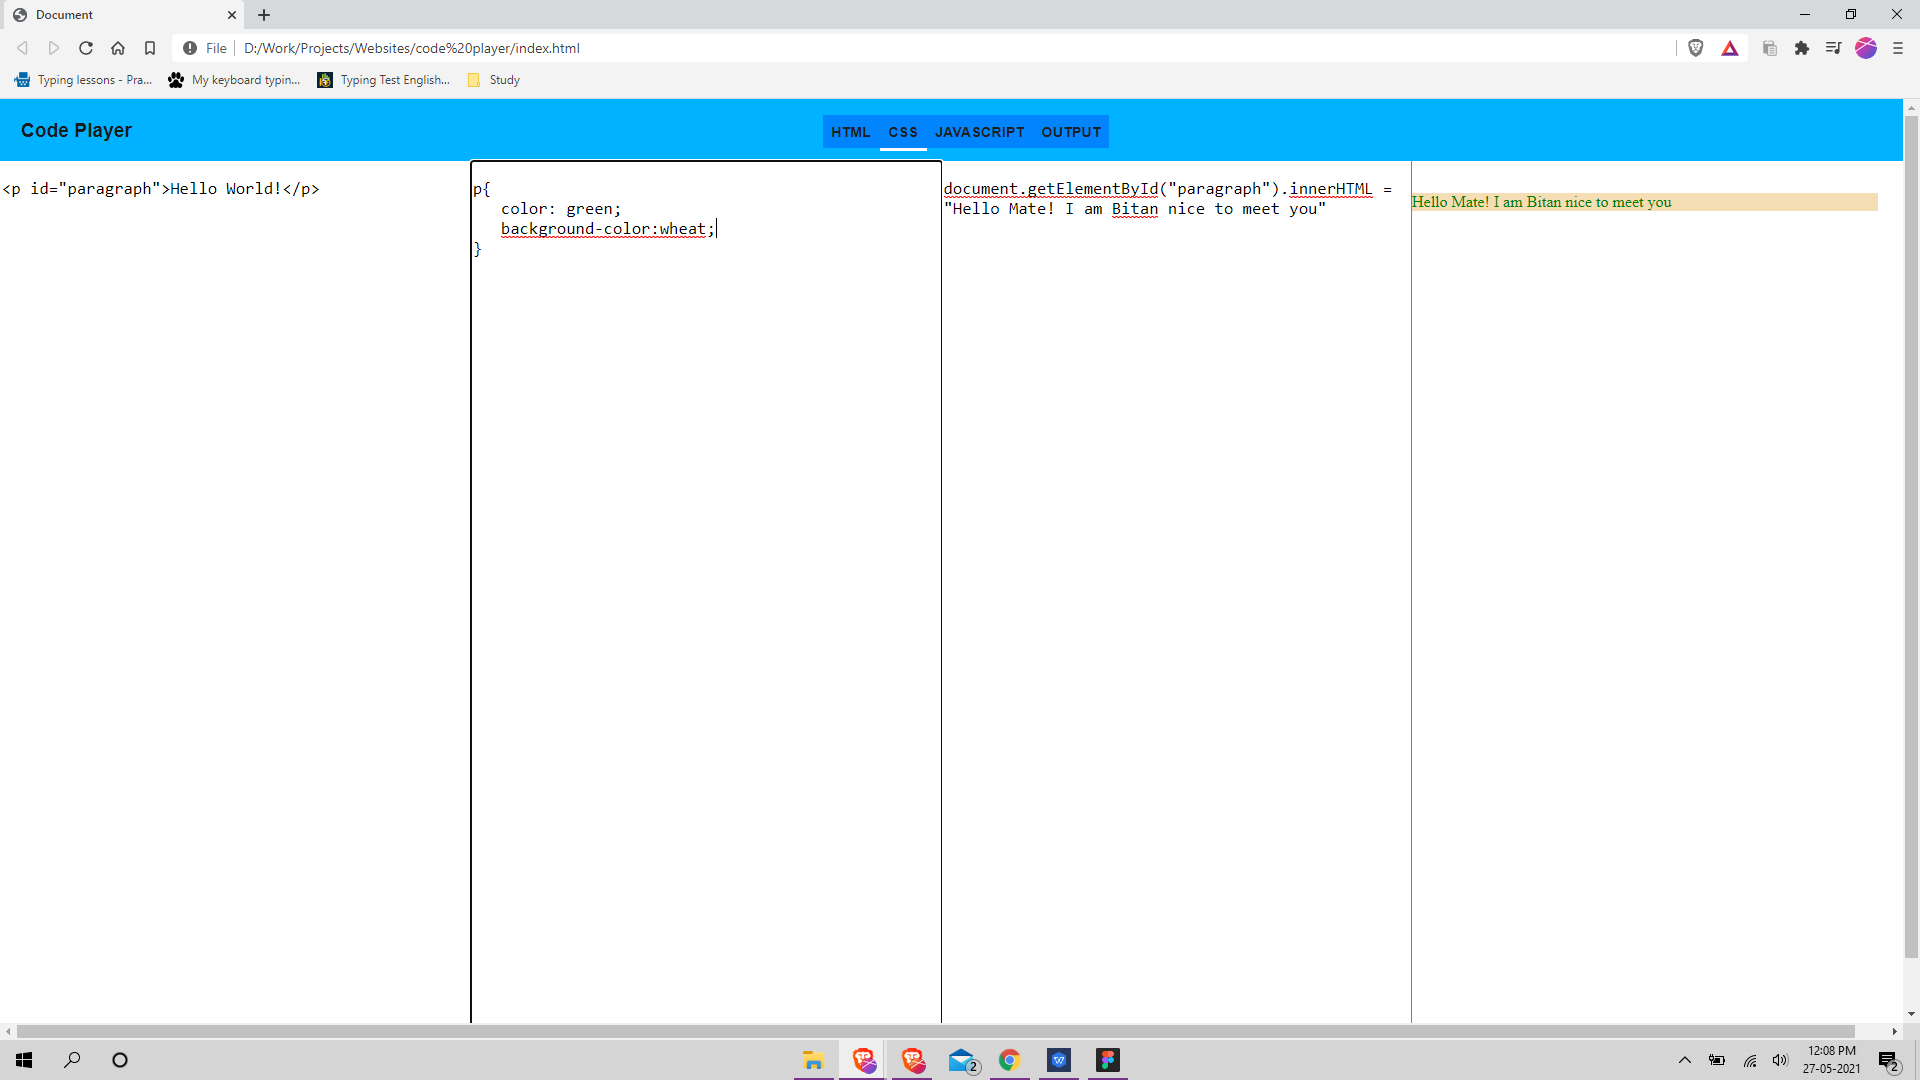 Document
File
D:/Work/Projects/Websites/code%20player/index.html
Typing lessons - Pra...
My keyboard typin...
Typing Test English...
Study
Code Player
HTML CSS JAVASCRIPT OUTPUT
<p id="paragraph">Hello World!</p>
p{
   color: green;
   background-color:wheat;
}
document.getElementById("paragraph").innerHTML =
"Hello Mate! I am Bitan nice to meet you"
Hello Mate! I am Bitan nice to meet you
2
12:08 PM
27-05-2021
2